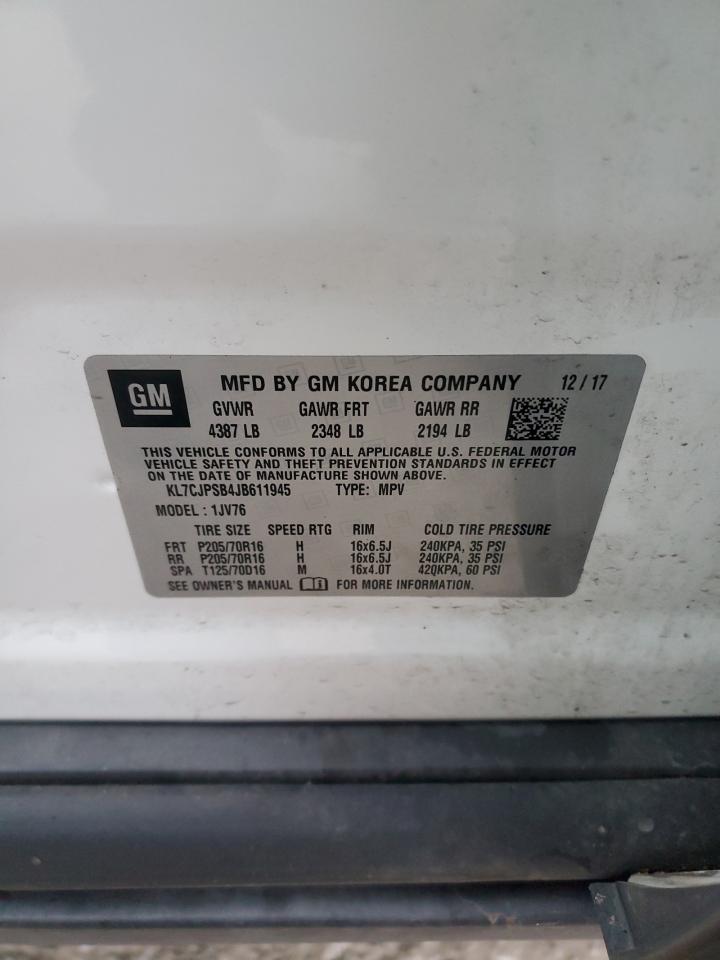 GM MFD BY GM KOREA COMPANY 12/17
GVWR GAWR FRT GAWR RR
4387 LB 2348 LB 2194 LB
THIS VEHICLE CONFORMS TO ALL APPLICABLE U.S. FEDERAL MOTOR
VEHICLE SAFETY AND THEFT PREVENTION STANDARDS IN EFFECT
ON THE DATE OF MANUFACTURE SHOWN ABOVE.
KL7CJPSB4JB611945 TYPE: MPV
MODEL: 1JV76
TIRE SIZE SPEED RTG RIM COLD TIRE PRESSURE
FRT P205/70R16 H 16x6.5J 240KPA, 35 PSI
RR P205/70R16 H 16x6.5J 240KPA, 35 PSI
SPA T125/70D16 M 16x4.0T 420KPA, 60 PSI
SEE OWNER'S MANUAL FOR MORE INFORMATION.